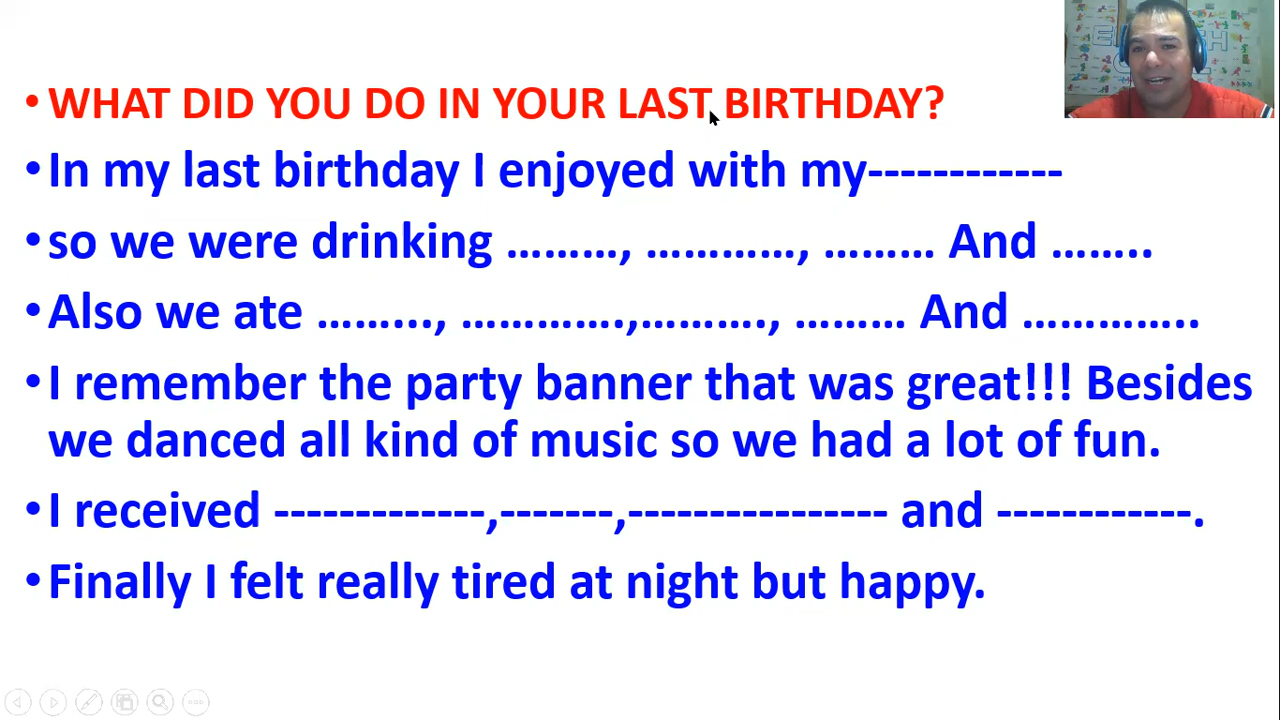 • WHAT DID YOU DO IN YOUR LAST BIRTHDAY?
• In my last birthday I enjoyed with my------------
• so we were drinking ………, …………., ……… And ……..
• Also we ate ……..., ………….,………., ……… And …………..
• I remember the party banner that was great!!! Besides
we danced all kind of music so we had a lot of fun.
• I received -------------,-------,---------------- and ------------.
• Finally I felt really tired at night but happy.